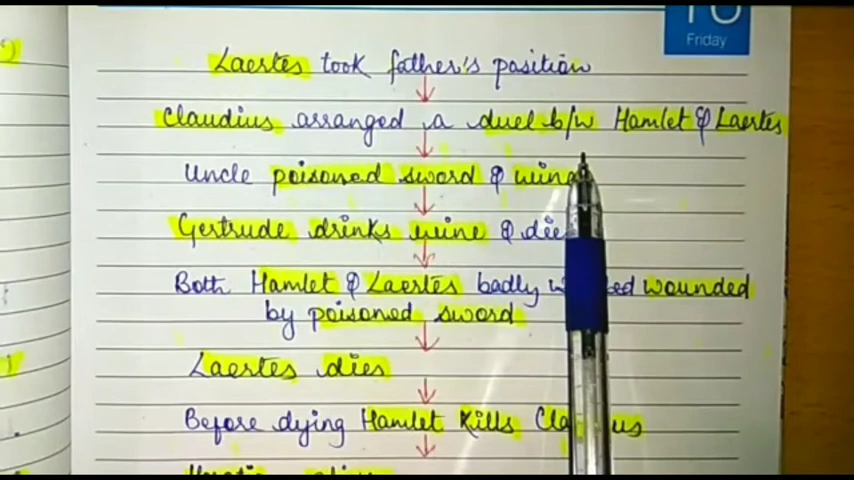 Friday
Laertes took father's position
Claudius arranged a duel b/w Hamlet & Laertes
Uncle poisoned sword & wine
Gertrude drinks wine &
Both Hamlet & Laertes badly wounded
by poisoned sword
Laertes dies
Before dying Hamlet Kills